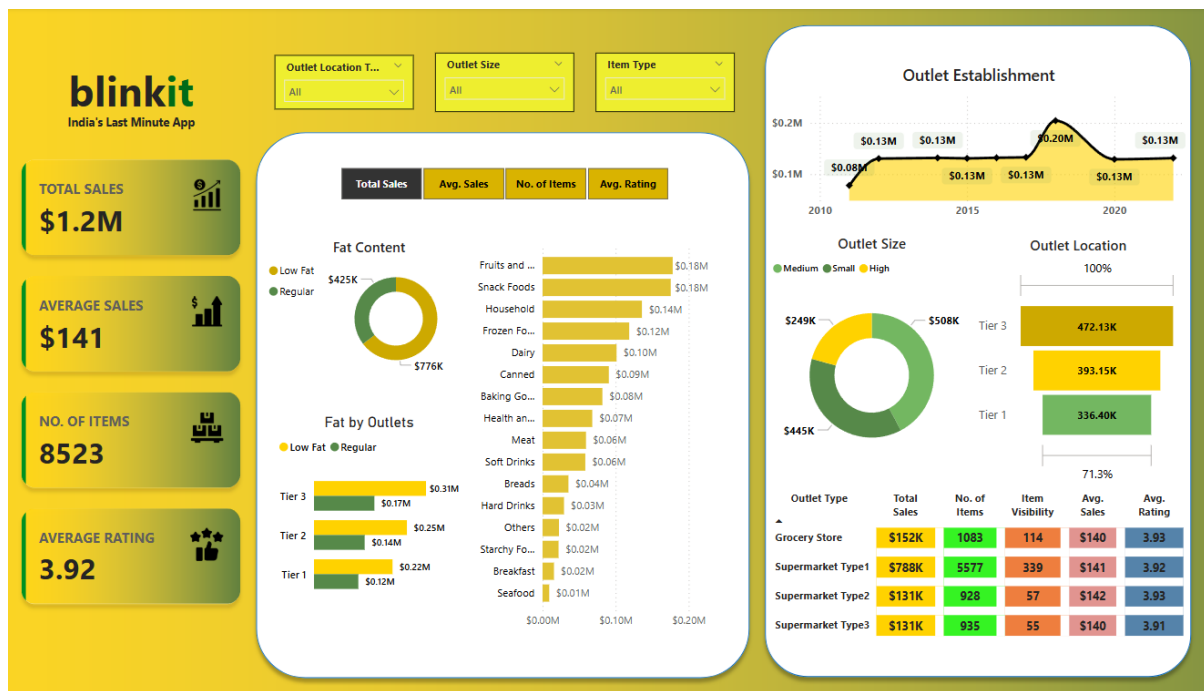 blinkit
India's Last Minute App
TOTAL SALES
$1.2M
AVERAGE SALES
$141
NO. OF ITEMS
8523
AVERAGE RATING
3.92
Outlet Location T...
All
Outlet Size
All
Item Type
All
Total Sales
Avg. Sales
No. of Items
Avg. Rating
Fat Content
Low Fat
Regular
$425K
$776K
Fat by Outlets
Low Fat Regular
Tier 3 $0.31M
$0.17M
Tier 2 $0.25M
$0.14M
Tier 1 $0.22M
$0.12M
Fruits and ... $0.18M
Snack Foods $0.18M
Household $0.14M
Frozen Fo... $0.12M
Dairy $0.10M
Canned $0.09M
Baking Go... $0.08M
Health an... $0.07M
Meat $0.06M
Soft Drinks $0.06M
Breads $0.04M
Hard Drinks $0.03M
Others $0.02M
Starchy Fo... $0.02M
Breakfast $0.02M
Seafood $0.01M
$0.00M $0.10M $0.20M
Outlet Establishment
$0.2M
$0.1M
$0.08M $0.13M $0.13M $0.13M $0.13M $0.20M $0.13M $0.13M
2010 2015 2020
Outlet Size
Medium Small High
$249K $508K
$445K
Outlet Location
100%
Tier 3 472.13K
Tier 2 393.15K
Tier 1 336.40K
71.3%
Outlet Type Total Sales No. of Items Item Visibility Avg. Sales Avg. Rating
Grocery Store $152K 1083 114 $140 3.93
Supermarket Type1 $788K 5577 339 $141 3.92
Supermarket Type2 $131K 928 57 $142 3.93
Supermarket Type3 $131K 935 55 $140 3.91